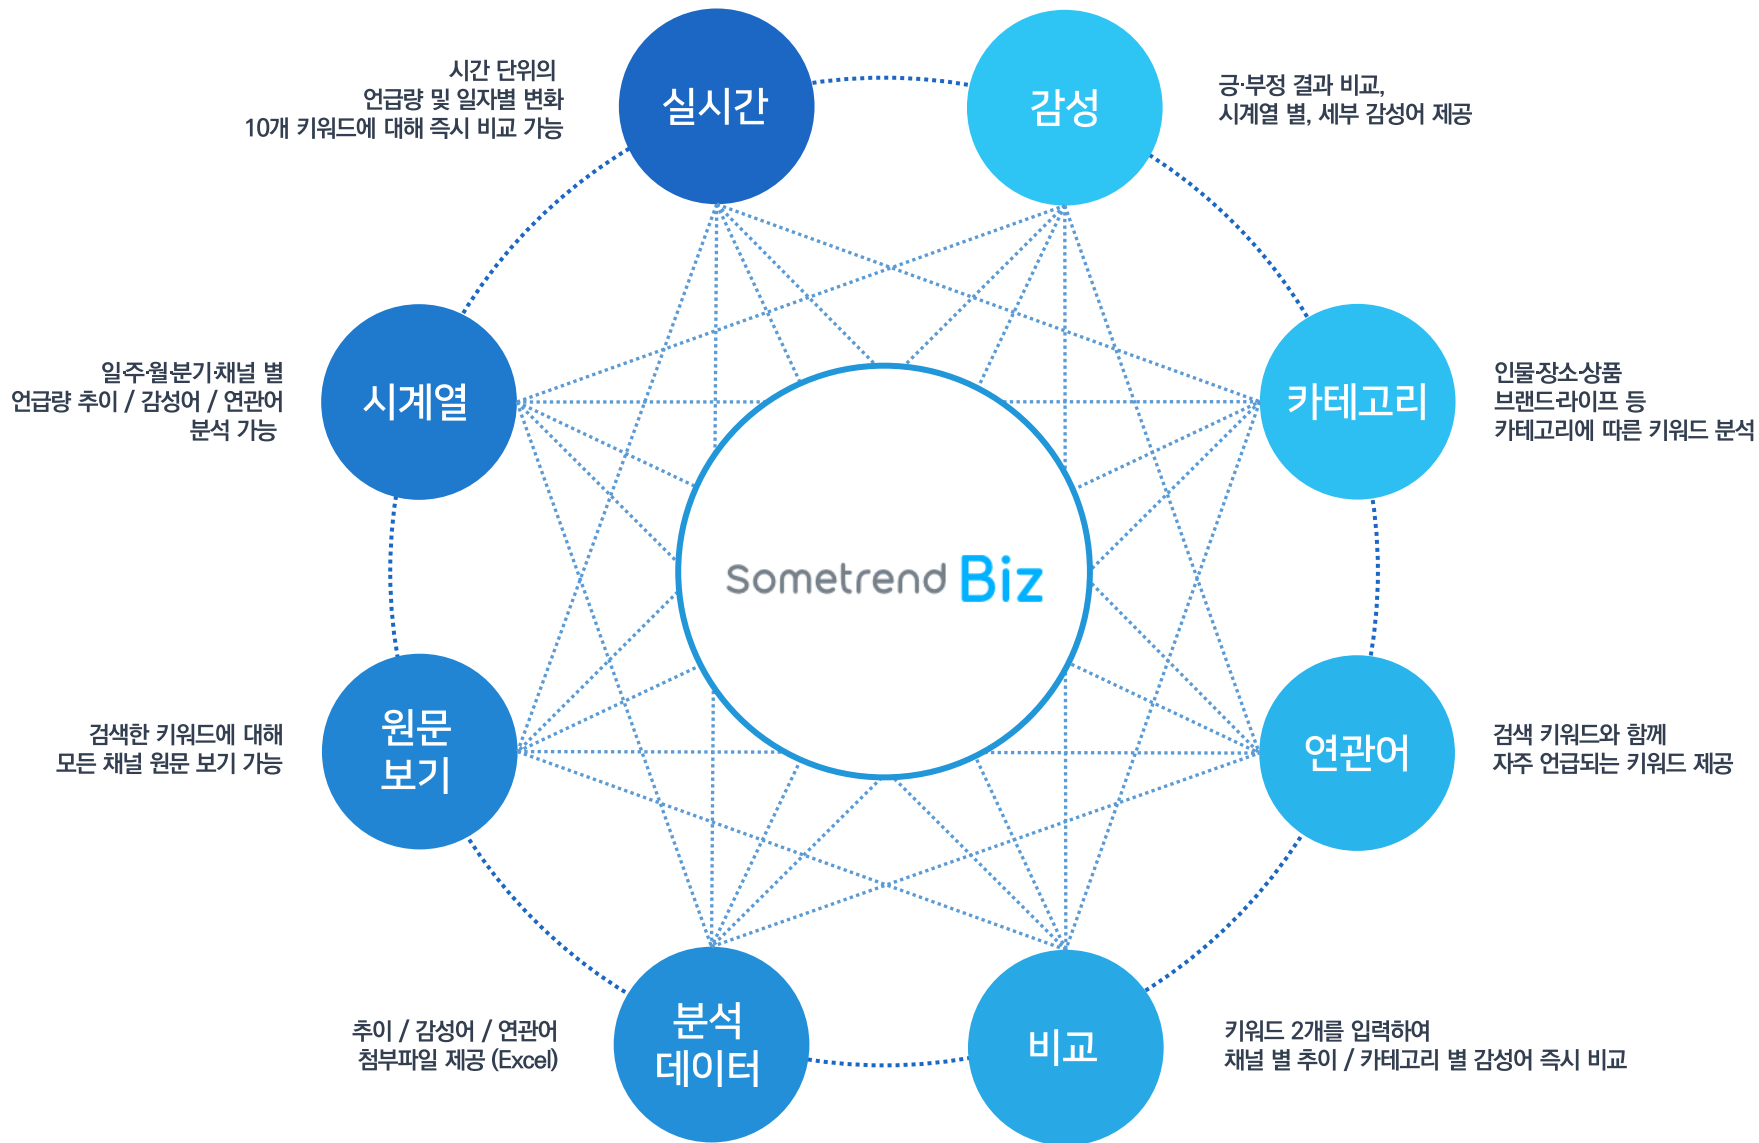 시간 단위의
언급량 및 일자별 변화
10개 키워드에 대해 즉시 비교 가능
실시간
감성
긍·부정 결과 비교,
시계열 별, 세부 감성어 제공
일·주·월·분기·채널 별
언급량 추이 / 감성어 / 연관어
분석 가능
시계열
카테고리
인물·장소·상품
브랜드·라이프 등
카테고리에 따른 키워드 분석
Sometrend Biz
검색한 키워드에 대해
모든 채널 원문 보기 가능
원문
보기
연관어
검색 키워드와 함께
자주 언급되는 키워드 제공
추이 / 감성어 / 연관어
첨부파일 제공 (Excel)
분석
데이터
비교
키워드 2개를 입력하여
채널 별 추이 / 카테고리 별 감성어 즉시 비교